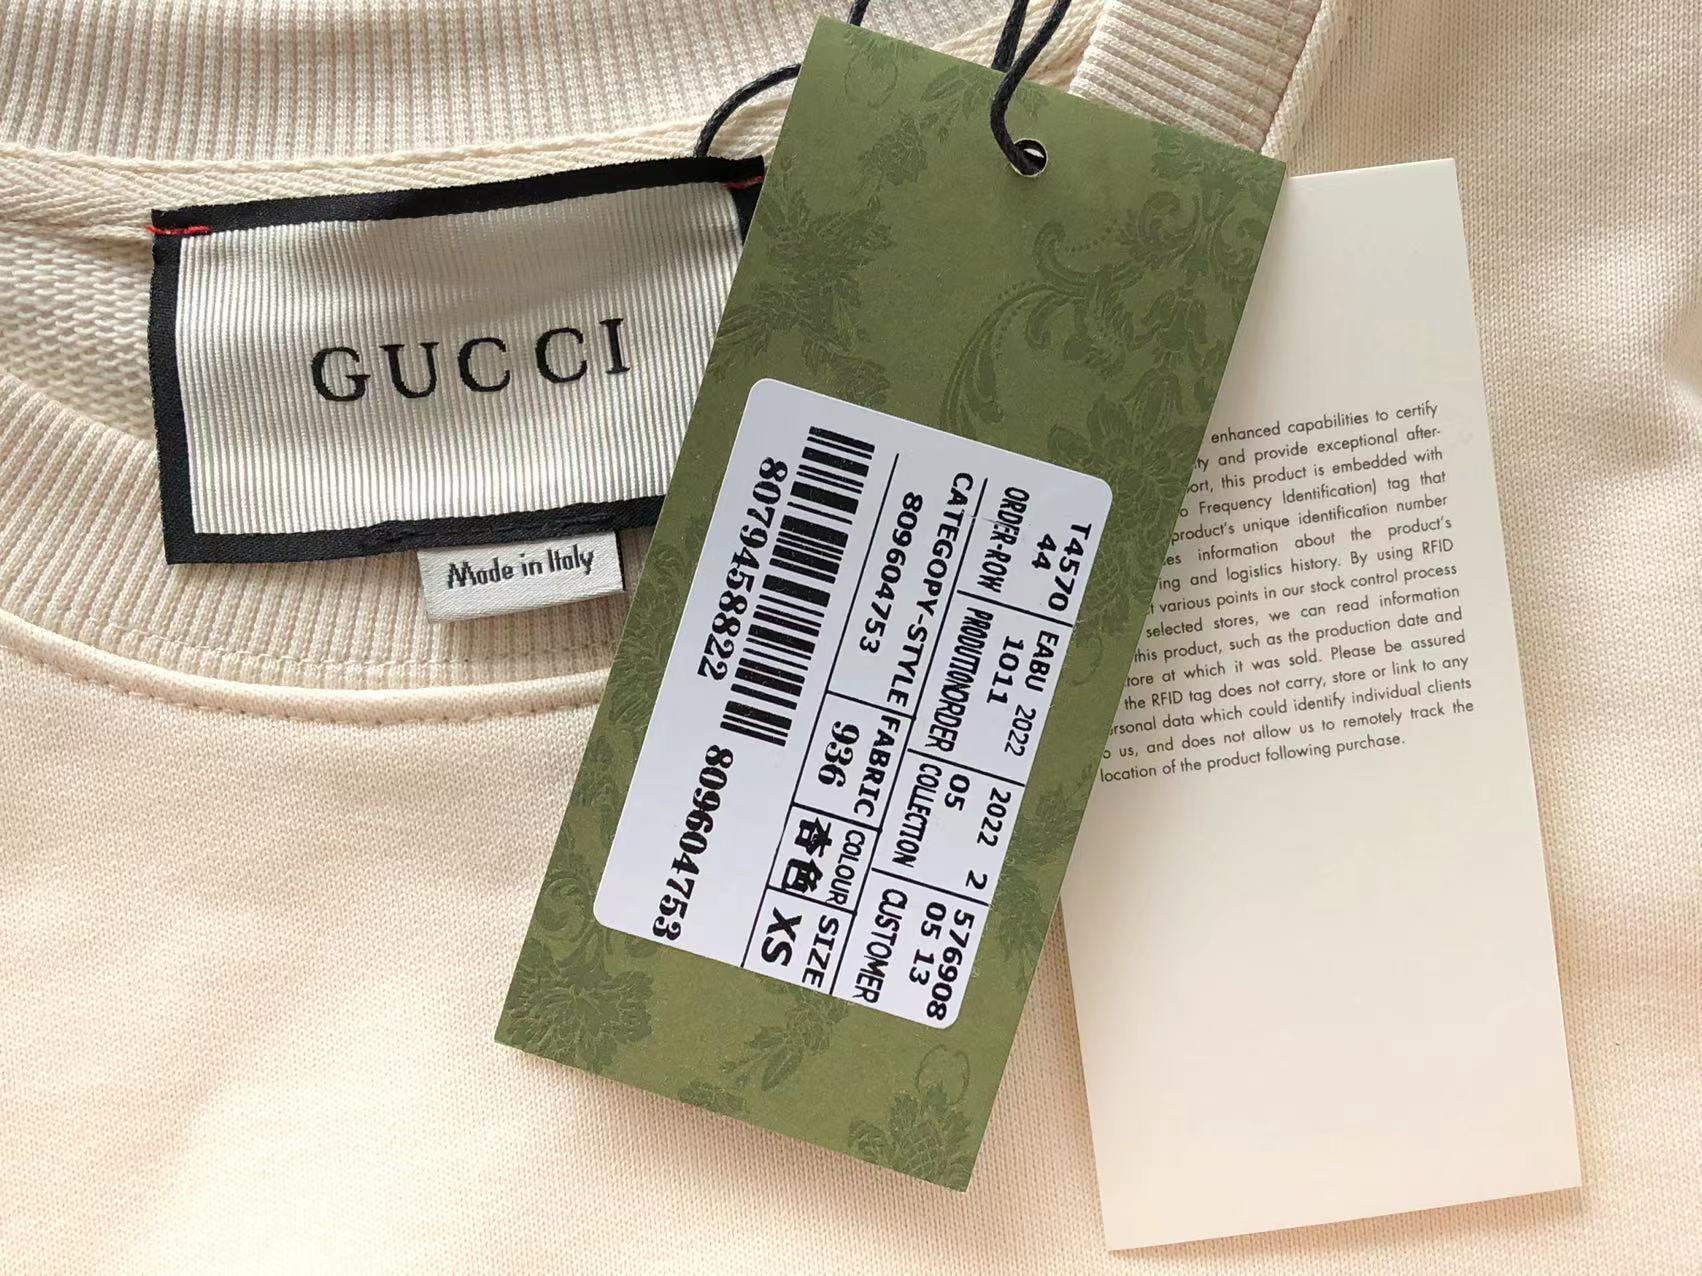 GUCCI
Made in Italy
T4570 EABU 2022 2022 2 576908
44 1011 05 05 13
ORDER-ROW PRODUTIONORDER COLLECTION CUSTOMER
CATEGOPY-STYLE FABRIC COLOUR SIZE
809604753 936 杏色 XS
807945882​2 809604753
enhanced capabilities to certify
and provide exceptional after-
this product is embedded with
Frequency Identification) tag that
product's unique identification number
information about the product's
and logistics history. By using RFID
various points in our stock control process
selected stores, we can read information
this product, such as the production date and
at which it was sold. Please be assured
the RFID tag does not carry, store or link to any
data which could identify individual clients
us, and does not allow us to remotely track the
location of the product following purchase.